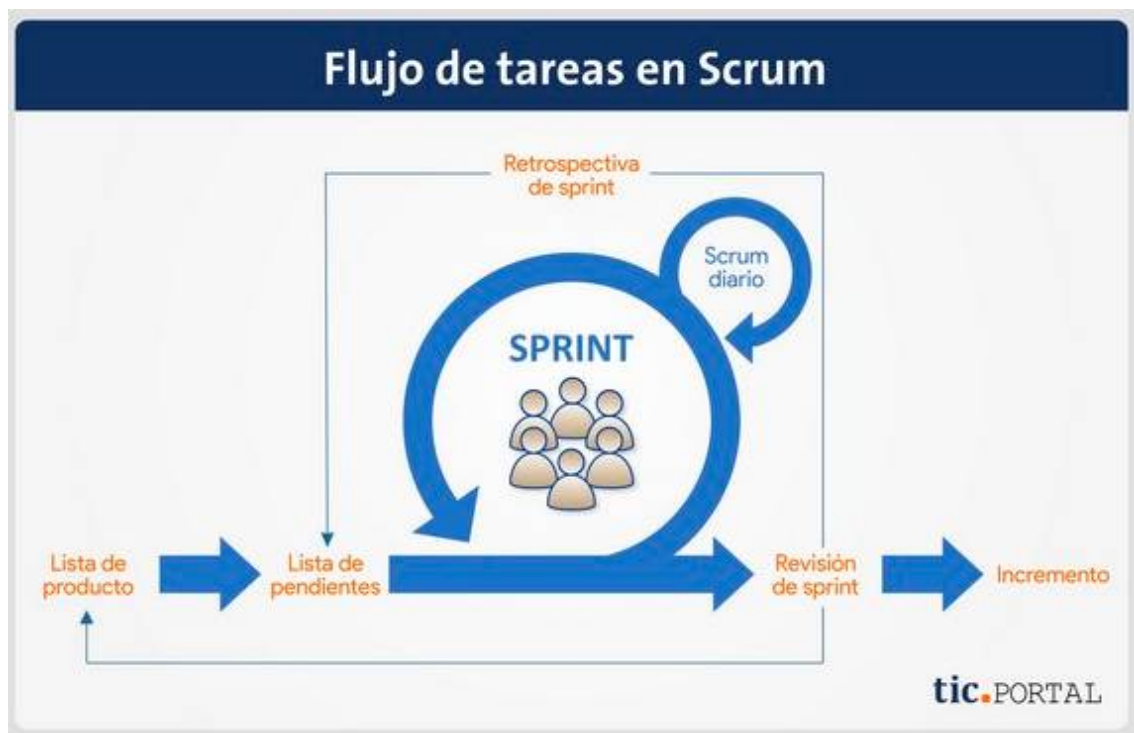 Flujo de tareas en Scrum
Retrospectiva
de sprint
Scrum
diario
SPRINT
Lista de
producto
Lista de
pendientes
Revisión
de sprint
Incremento
tic.PORTAL